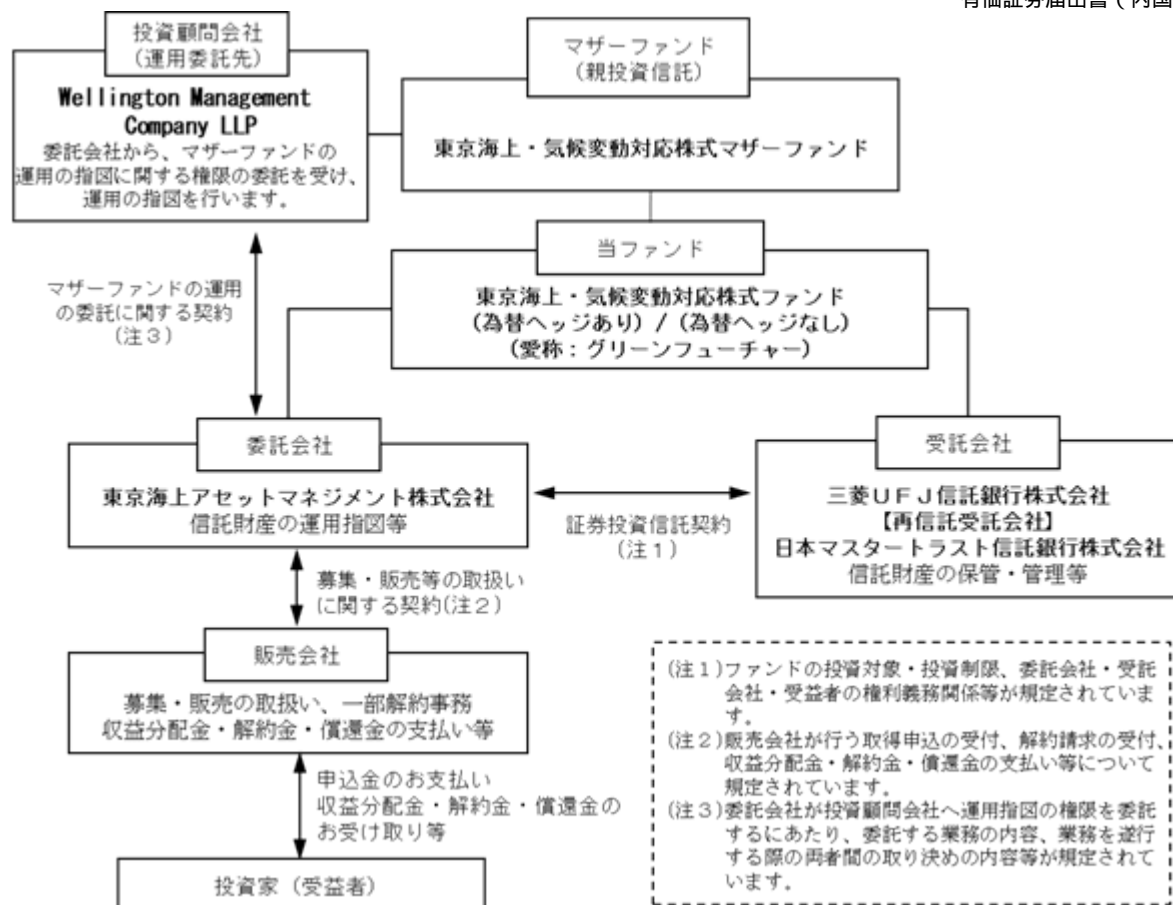 有価証券届出書(内国
投資顧問会社
(運用委託先)
Wellington Management
Company LLP
委託会社から、マザーファンドの
運用の指図に関する権限の委託を受け、
運用の指図を行います。
マザーファンド
(親投資信託)
東京海上・気候変動対応株式マザーファンド
当ファンド
東京海上・気候変動対応株式ファンド
(為替ヘッジあり)/(為替ヘッジなし)
(愛称:グリーンフューチャー)
マザーファンドの運用
の委託に関する契約
(注3)
委託会社
東京海上アセットマネジメント株式会社
信託財産の運用指図等
証券投資信託契約
(注1)
受託会社
三菱UFJ信託銀行株式会社
【再信託受託会社】
日本マスタートラスト信託銀行株式会社
信託財産の保管・管理等
募集・販売等の取扱い
に関する契約(注2)
販売会社
募集・販売の取扱い、一部解約事務
収益分配金・解約金・償還金の支払い等
申込金のお支払い
収益分配金・解約金・償還金の
お受け取り等
投資家(受益者)
(注1)ファンドの投資対象・投資制限、委託会社・受託
会社・受益者の権利義務関係等が規定されていま
す。
(注2)販売会社が行う取得申込の受付、解約請求の受付、
収益分配金・解約金・償還金の支払い等について
規定されています。
(注3)委託会社が投資顧問会社へ運用指図の権限を委託
するにあたり、委託する業務の内容、業務を遂行
する際の両者間の取り決めの内容等が規定されて
います。